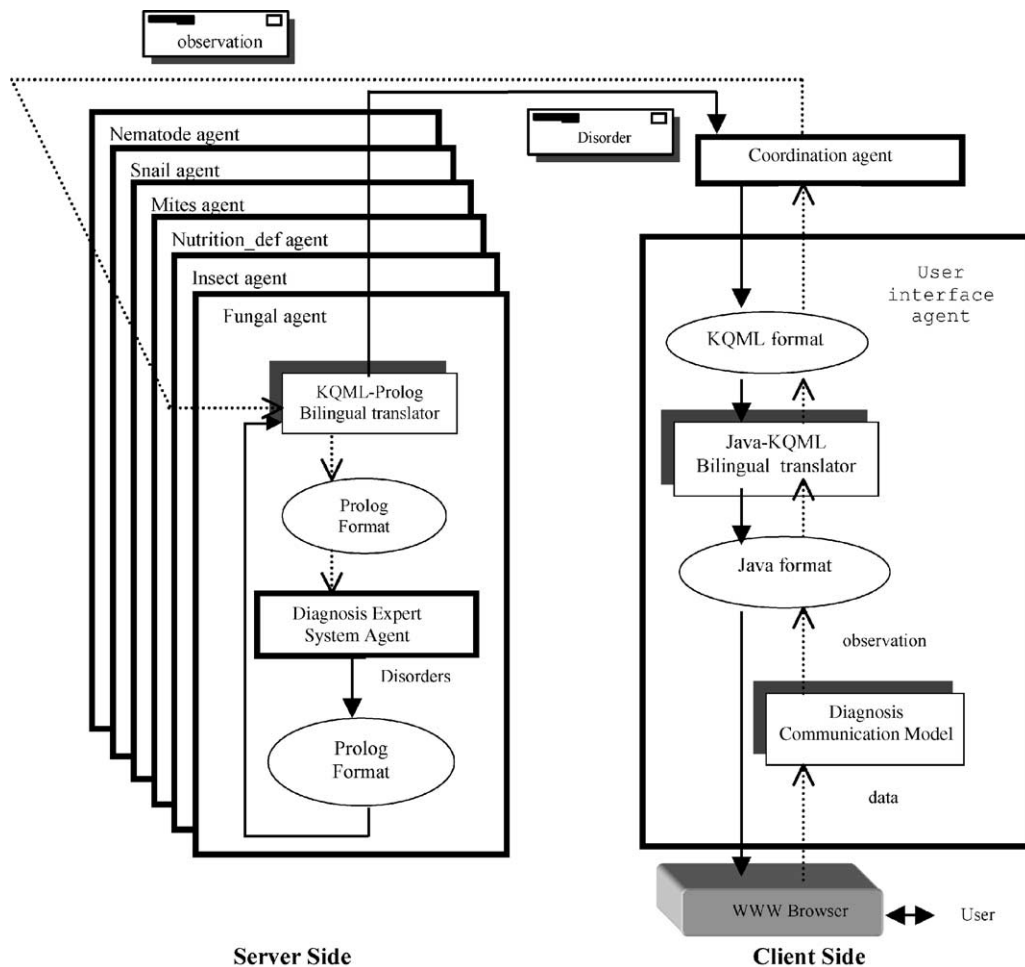 observation
Disorder
Nematode agent
Snail agent
Mites agent
Nutrition_def agent
Insect agent
Fungal agent
KQML-Prolog
Bilingual translator
Prolog
Format
Diagnosis Expert
System Agent
Disorders
Prolog
Format
Server Side
Coordination agent
User
interface
agent
KQML format
Java-KQML
Bilingual translator
Java format
observation
Diagnosis
Communication Model
data
WWW Browser
User
Client Side